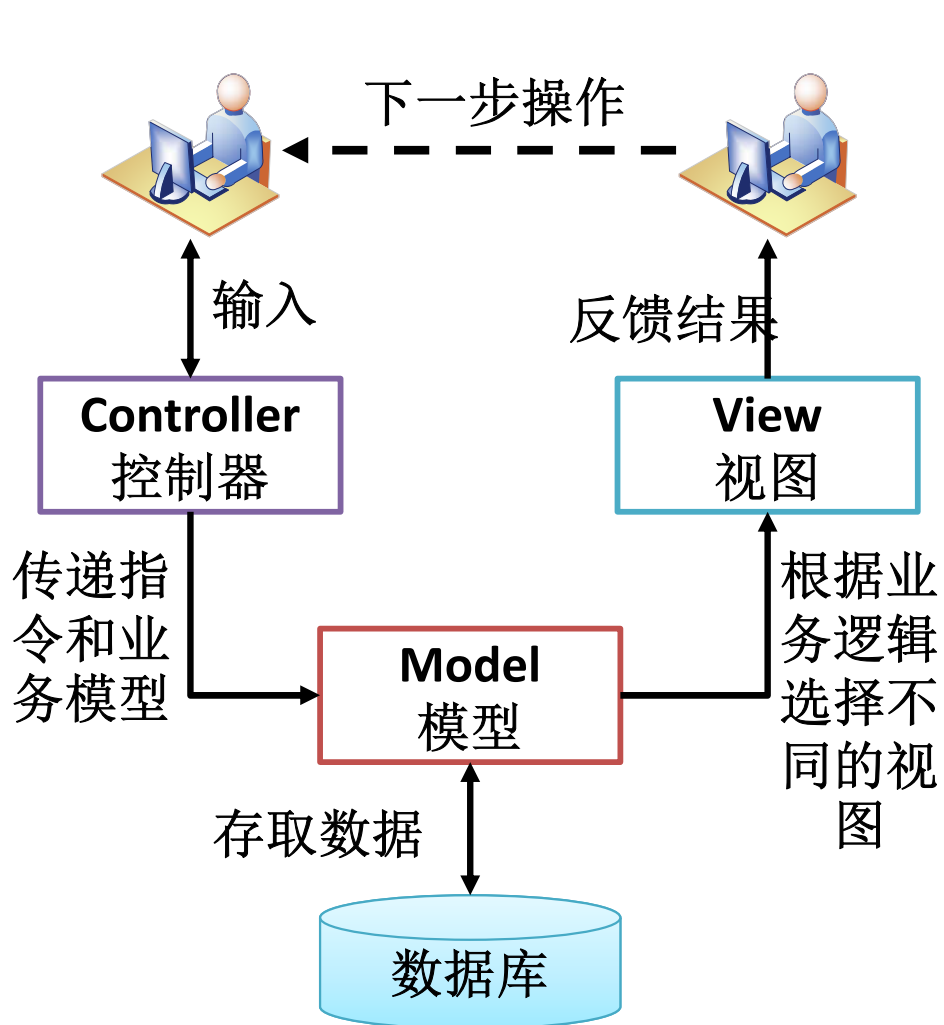 下一步操作
输入
反馈结果
Controller
控制器
View
视图
传递指
令和业
务模型
Model
模型
根据业
务逻辑
选择不
同的视
图
存取数据
数据库